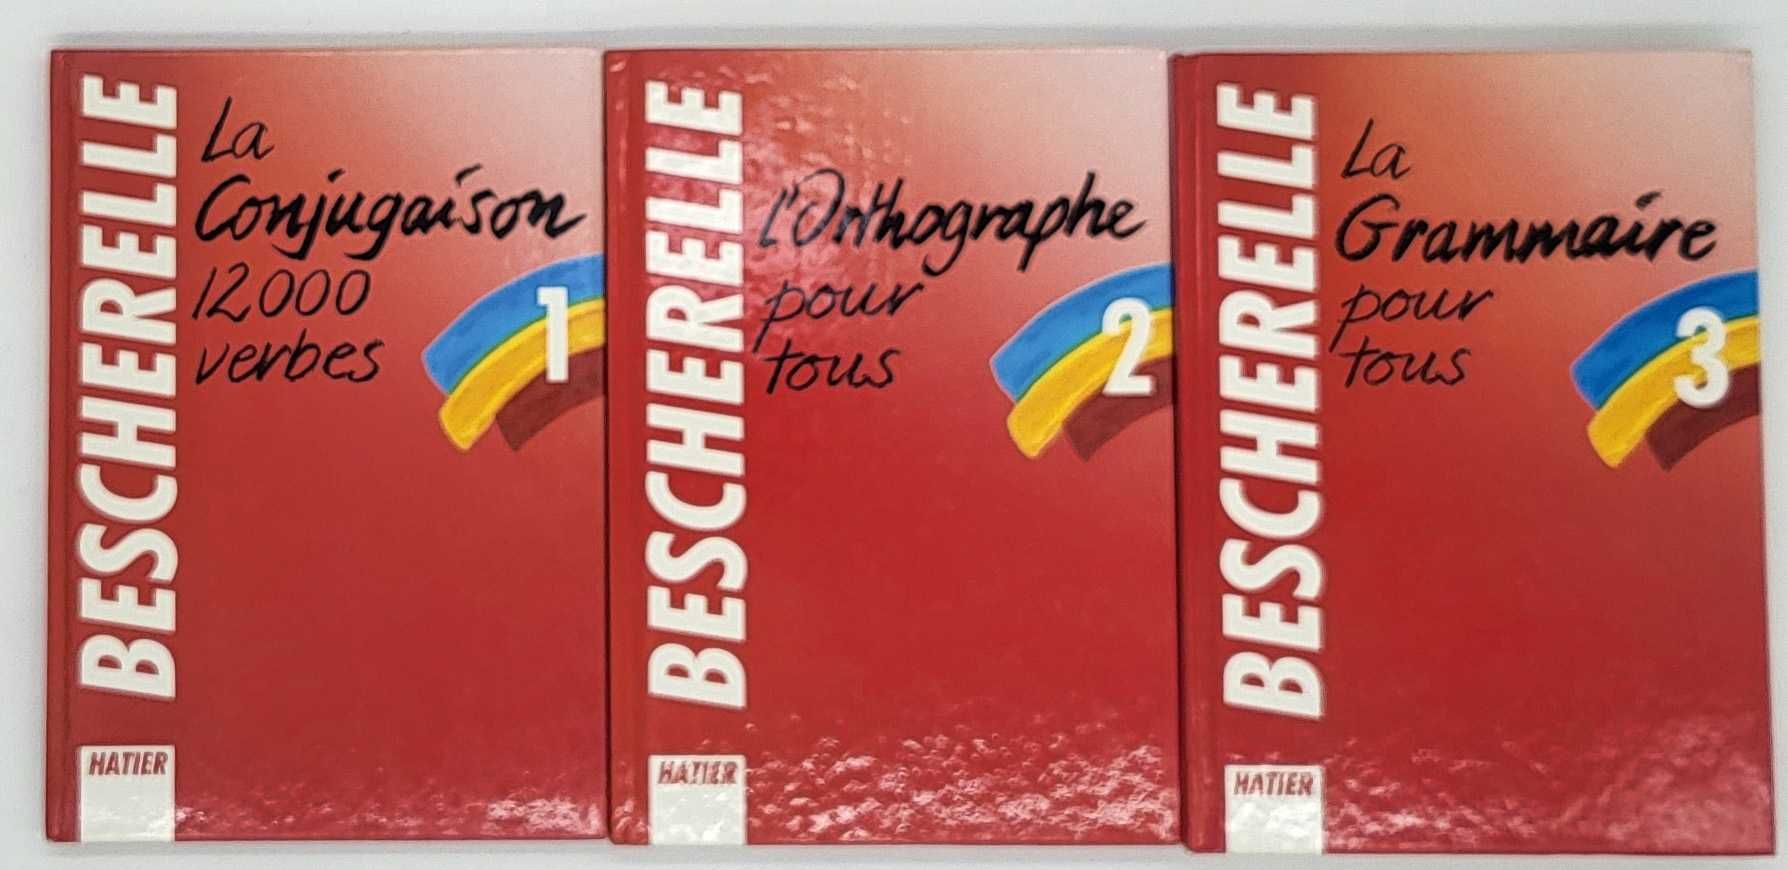 BESCHERELLE
La
Conjugaison
12000
verbes
1
HATIER
BESCHERELLE
l'Orthographe
pour
tous
2
HATIER
BESCHERELLE
La
Grammaire
pour
tous
3
HATIER